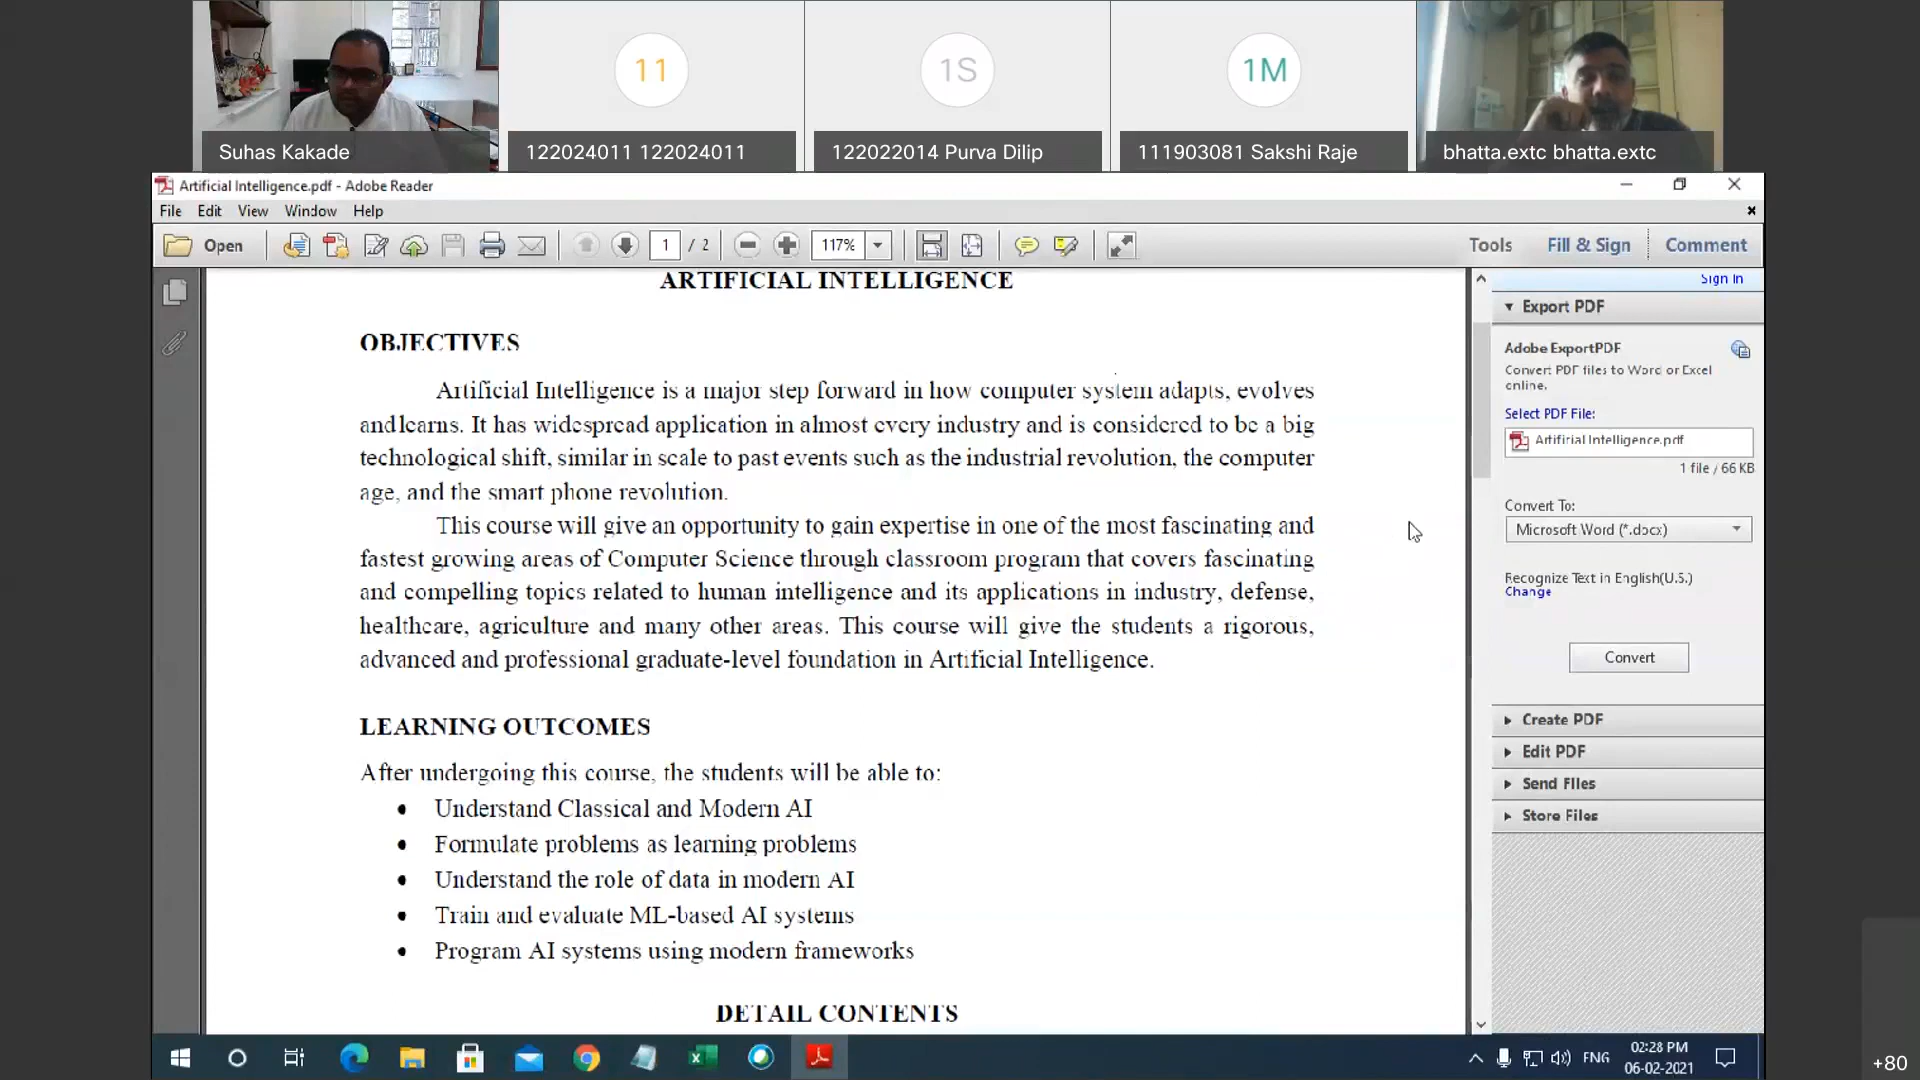 11
1S
1M
Suhas Kakade
122024011 122024011
122022014 Purva Dilip
111903081 Sakshi Raje
bhatta.extc bhatta.extc
Artificial Intelligence.pdf - Adobe Reader
File Edit View Window Help
Open
1 / 2
117%
Tools Fill & Sign Comment
ARTIFICIAL INTELLIGENCE
OBJECTIVES
Artificial Intelligence is a major step forward in how computer system adapts, evolves
and learns. It has widespread application in almost every industry and is considered to be a big
technological shift, similar in scale to past events such as the industrial revolution, the computer
age, and the smart phone revolution.
This course will give an opportunity to gain expertise in one of the most fascinating and
fastest growing areas of Computer Science through classroom program that covers fascinating
and compelling topics related to human intelligence and its applications in industry, defense,
healthcare, agriculture and many other areas. This course will give the students a rigorous,
advanced and professional graduate-level foundation in Artificial Intelligence.
LEARNING OUTCOMES
After undergoing this course, the students will be able to:
• Understand Classical and Modern AI
• Formulate problems as learning problems
• Understand the role of data in modern AI
• Train and evaluate ML-based AI systems
• Program AI systems using modern frameworks
DETAIL CONTENTS
Sign In
Export PDF
Adobe ExportPDF
Convert PDF files to Word or Excel
online.
Select PDF File:
Artificial Intelligence.pdf
1 file / 66 KB
Convert To:
Microsoft Word (*.docx)
Recognize Text in English(U.S.)
Change
Convert
Create PDF
Edit PDF
Send Files
Store Files
ENG
02:28 PM
06-02-2021
+80